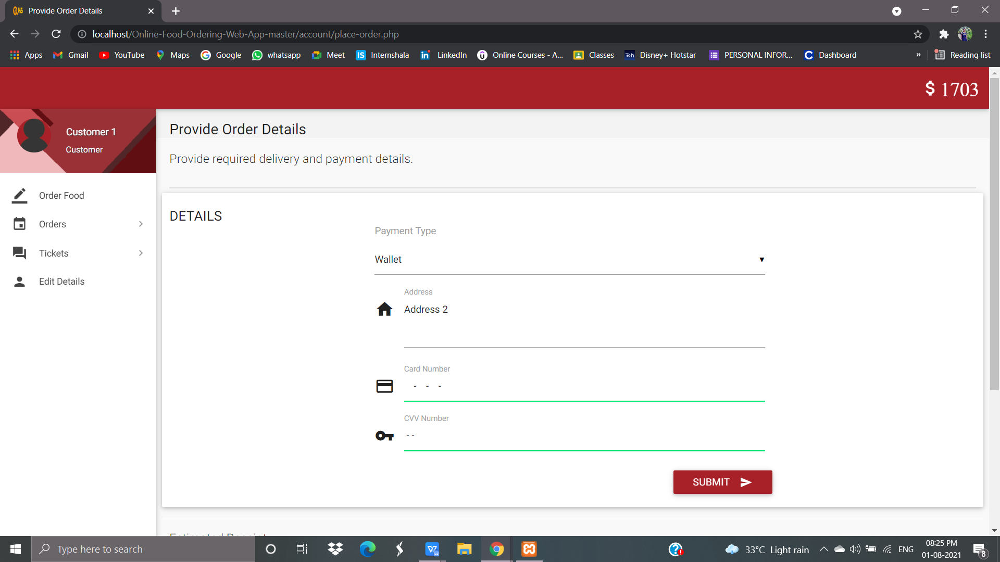 Provide Order Details
localhost/Online-Food-Ordering-Web-App-master/account/place-order.php
Apps Gmail YouTube Maps Google whatsapp Meet Internshala LinkedIn Online Courses - A... Classes Disney+ Hotstar PERSONAL INFOR... Dashboard » Reading list
$ 1703
Customer 1
Customer
Order Food
Orders
Tickets
Edit Details
Provide Order Details
Provide required delivery and payment details.
DETAILS
Payment Type
Wallet
Address
Address 2
Card Number
- - -
CVV Number
--
SUBMIT
Estimated Receipt
Type here to search
33°C Light rain
ENG
08:25 PM
01-08-2021
8